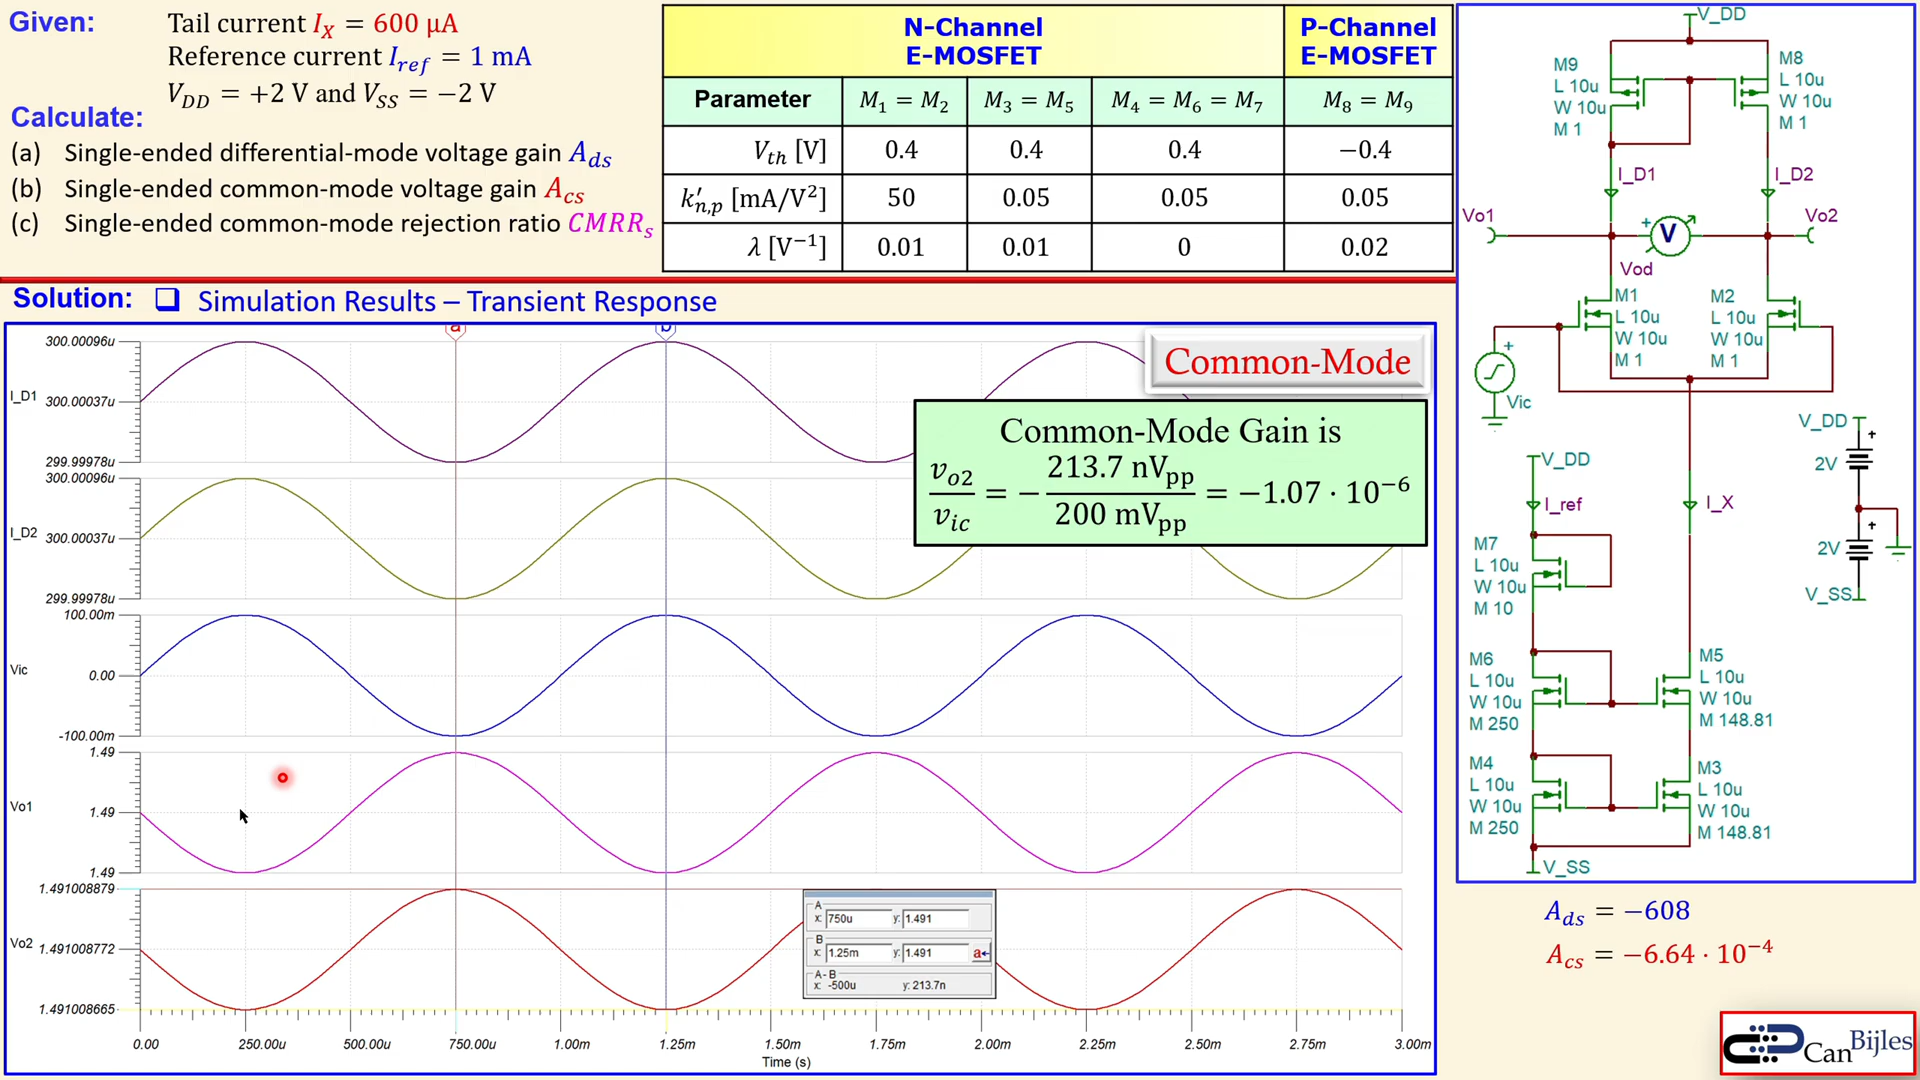 Given:
Tail current I_X = 600 μA
Reference current I_ref = 1 mA
V_DD = +2 V and V_SS = −2 V
Calculate:
(a) Single-ended differential-mode voltage gain A_ds
(b) Single-ended common-mode voltage gain A_cs
(c) Single-ended common-mode rejection ratio CMRR_s
N-Channel E-MOSFET
P-Channel E-MOSFET
Parameter M₁ = M₂ M₃ = M₅ M₄ = M₆ = M₇ M₈ = M₉
V_th [V] 0.4 0.4 0.4 −0.4
k′_n,p [mA/V²] 50 0.05 0.05 0.05
λ [V⁻¹] 0.01 0.01 0 0.02
Solution: ❑ Simulation Results – Transient Response
a
b
Common-Mode
Common-Mode Gain is
v_o2 / v_ic = − 213.7 nV_pp / 200 mV_pp = −1.07 · 10⁻⁶
I_D1
300.00096u
300.00037u
299.99978u
I_D2
300.00096u
300.00037u
299.99978u
Vic
100.00m
0.00
-100.00m
Vo1
1.49
1.49
1.49
Vo2
1.491008879
1.491008772
1.491008665
A
x: 750u y: 1.491
B
x: 1.25m y: 1.491 a
A - B
x: -500u y: 213.7n
0.00 250.00u 500.00u 750.00u 1.00m 1.25m 1.50m 1.75m 2.00m 2.25m 2.50m 2.75m 3.00m
Time (s)
V_DD
M9
L 10u
W 10u
M 1
M8
L 10u
W 10u
M 1
I_D1
I_D2
Vo1
+
V
Vo2
Vod
M1
L 10u
W 10u
M 1
M2
L 10u
W 10u
M 1
+
Vic
V_DD
I_ref
I_X
M7
L 10u
W 10u
M 10
M6
L 10u
W 10u
M 250
M5
L 10u
W 10u
M 148.81
M4
L 10u
W 10u
M 250
M3
L 10u
W 10u
M 148.81
V_SS
V_DD
+
2V
+
2V
V_SS
A_ds = −608
A_cs = −6.64 · 10⁻⁴
CanBijles